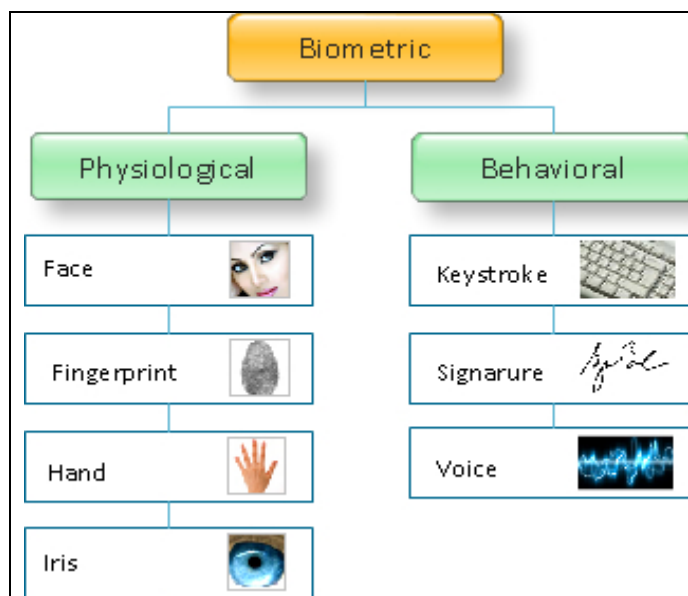 Biometric
Physiological
Behavioral
Face
Fingerprint
Hand
Iris
Keystroke
Signarure
Voice